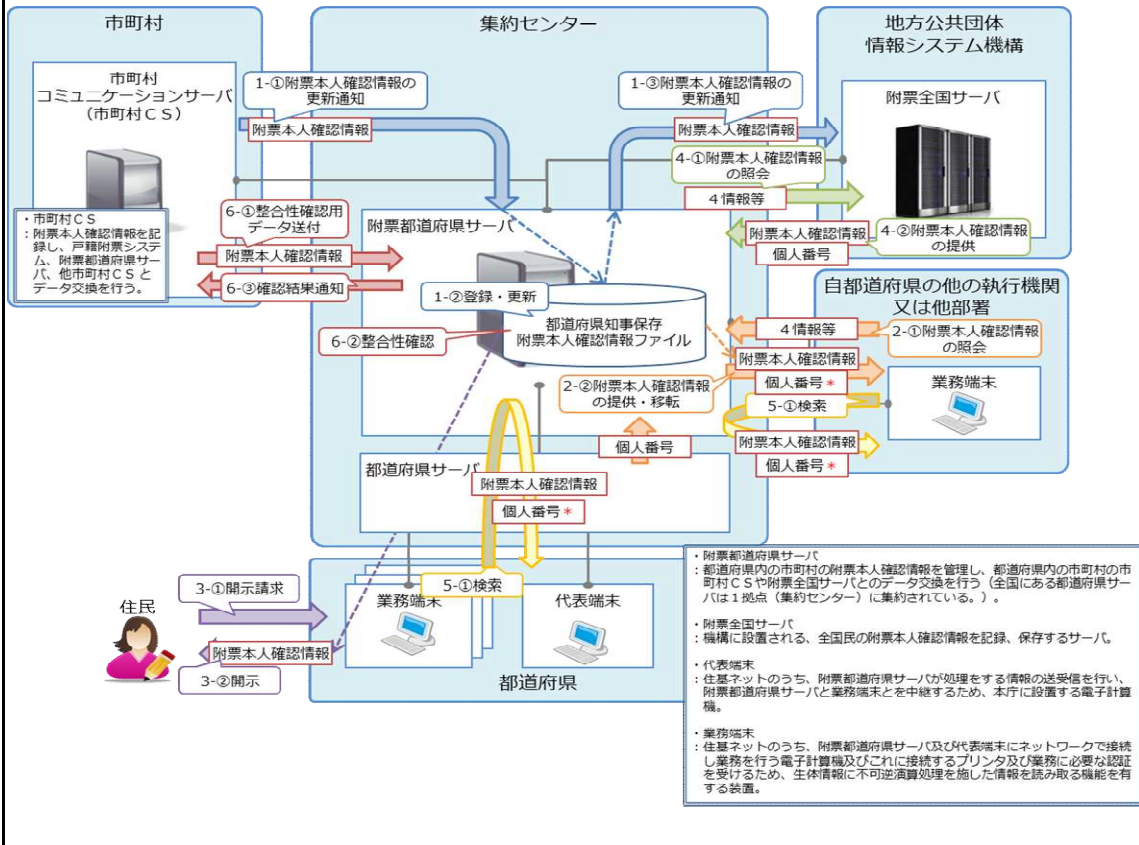 市町村
集約センター
地方公共団体
情報システム機構
市町村
コミュニケーションサーバ
（市町村ＣＳ）
1-①附票本人確認情報の
更新通知
附票本人確認情報
1-③附票本人確認情報の
更新通知
附票本人確認情報
附票全国サーバ
4-①附票本人確認情報
の照会
４情報等
附票本人確認情報
個人番号
4-②附票本人確認情報
の提供
・市町村ＣＳ
：附票本人確認情報を記
録し、戸籍附票システ
ム、附票都道府県サー
バ、他市町村ＣＳと
データ交換を行う。
6-①整合性確認用
データ送付
附票本人確認情報
6-③確認結果通知
附票都道府県サーバ
1-②登録・更新
6-②整合性確認
都道府県知事保存
附票本人確認情報ファイル
自都道府県の他の執行機関
又は他部署
４情報等
2-①附票本人確認情報
の照会
附票本人確認情報
個人番号＊
2-②附票本人確認情報
の提供・移転
業務端末
5-①検索
附票本人確認情報
個人番号＊
個人番号
都道府県サーバ
附票本人確認情報
個人番号＊
5-①検索
業務端末
代表端末
都道府県
住民
3-①開示請求
附票本人確認情報
3-②開示
・附票都道府県サーバ
：都道府県内の市町村の附票本人確認情報を管理し、都道府県内の市町村の市
町村ＣＳや附票全国サーバとのデータ交換を行う（全国にある都道府県サー
バは１拠点（集約センター）に集約されている。）。
・附票全国サーバ
：機構に設置される、全国民の附票本人確認情報を記録、保存するサーバ。
・代表端末
：住基ネットのうち、附票都道府県サーバが処理をする情報の送受信を行い、
附票都道府県サーバと業務端末とを中継するため、本庁に設置する電子計算
機。
・業務端末
：住基ネットのうち、附票都道府県サーバ及び代表端末にネットワークで接続
し業務を行う電子計算機及びこれに接続するプリンタ及び業務に必要な認証
を受けるため、生体情報に不可逆演算処理を施した情報を読み取る機能を有
する装置。